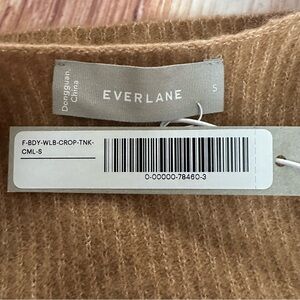 Dongguan,
China
EVERLANE
S
F-BDY-WLB-CROP-TNK-
CML-S
0-00000-78460-3